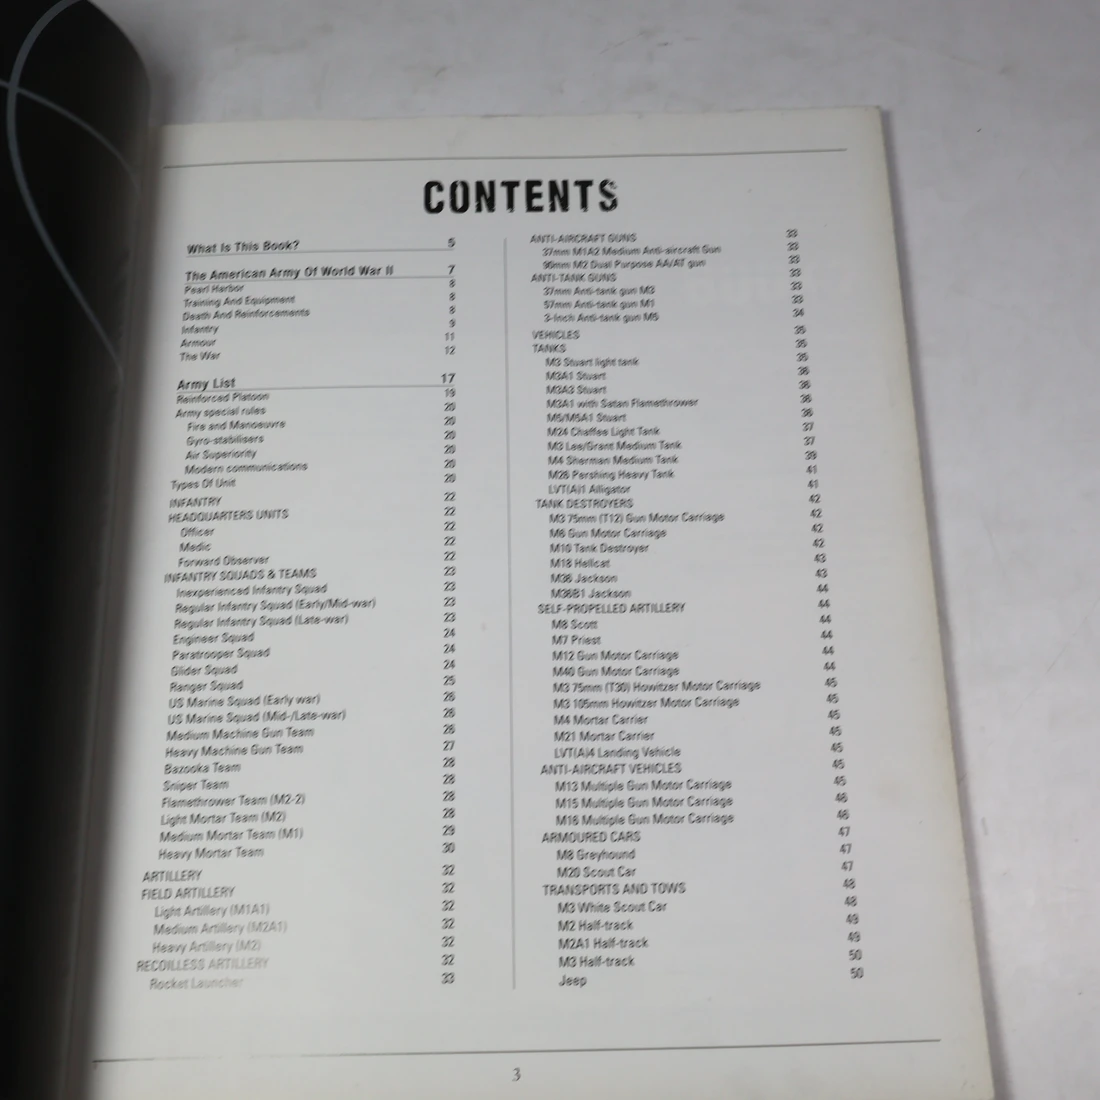 CONTENTS
What Is This Book? 5
The American Army Of World War II 7
Pearl Harbor 8
Training And Equipment 8
Death And Reinforcements 8
Infantry 9
Armour 11
The War 12
Army List 17
Reinforced Platoon 19
Army special rules 20
Fire and Manoeuvre 20
Gyro-stabilisers 20
Air Superiority 20
Modern communications 20
Types Of Unit 20
INFANTRY 22
HEADQUARTERS UNITS 22
Officer 22
Medic 22
Forward Observer 22
INFANTRY SQUADS & TEAMS 23
Inexperienced Infantry Squad 23
Regular Infantry Squad (Early/Mid-war) 23
Regular Infantry Squad (Late-war) 23
Engineer Squad 24
Paratrooper Squad 24
Glider Squad 24
Ranger Squad 25
US Marine Squad (Early war) 26
US Marine Squad (Mid-/Late-war) 26
Medium Machine Gun Team 26
Heavy Machine Gun Team 27
Bazooka Team 28
Sniper Team 28
Flamethrower Team (M2-2) 28
Light Mortar Team (M2) 28
Medium Mortar Team (M1) 29
Heavy Mortar Team 30
ARTILLERY 32
FIELD ARTILLERY 32
Light Artillery (M1A1) 32
Medium Artillery (M2A1) 32
Heavy Artillery (M2) 32
RECOILLESS ARTILLERY 32
Rocket Launcher 33
ANTI-AIRCRAFT GUNS 33
37mm M1A2 Medium Anti-aircraft Gun 33
90mm M2 Dual Purpose AA/AT gun 33
ANTI-TANK GUNS 33
37mm Anti-tank gun M3 33
57mm Anti-tank gun M1 33
3-inch Anti-tank gun M5 34
VEHICLES 35
TANKS 35
M3 Stuart light tank 35
M3A1 Stuart 36
M3A3 Stuart 36
M3A1 with Satan Flamethrower 36
M5/M5A1 Stuart 36
M24 Chaffee Light Tank 37
M3 Lee/Grant Medium Tank 37
M4 Sherman Medium Tank 39
M26 Pershing Heavy Tank 41
LVT(A)1 Alligator 41
TANK DESTROYERS 42
M3 75mm (T12) Gun Motor Carriage 42
M6 Gun Motor Carriage 42
M10 Tank Destroyer 42
M18 Hellcat 43
M36 Jackson 43
M36B1 Jackson 44
SELF-PROPELLED ARTILLERY 44
M8 Scott 44
M7 Priest 44
M12 Gun Motor Carriage 44
M40 Gun Motor Carriage 44
M3 75mm (T30) Howitzer Motor Carriage 45
M3 105mm Howitzer Motor Carriage 45
M4 Mortar Carrier 45
M21 Mortar Carrier 45
LVT(A)4 Landing Vehicle 45
ANTI-AIRCRAFT VEHICLES 45
M13 Multiple Gun Motor Carriage 45
M15 Multiple Gun Motor Carriage 46
M16 Multiple Gun Motor Carriage 46
ARMOURED CARS 47
M8 Greyhound 47
M20 Scout Car 47
TRANSPORTS AND TOWS 48
M3 White Scout Car 48
M2 Half-track 49
M2A1 Half-track 49
M3 Half-track 50
Jeep 50
3